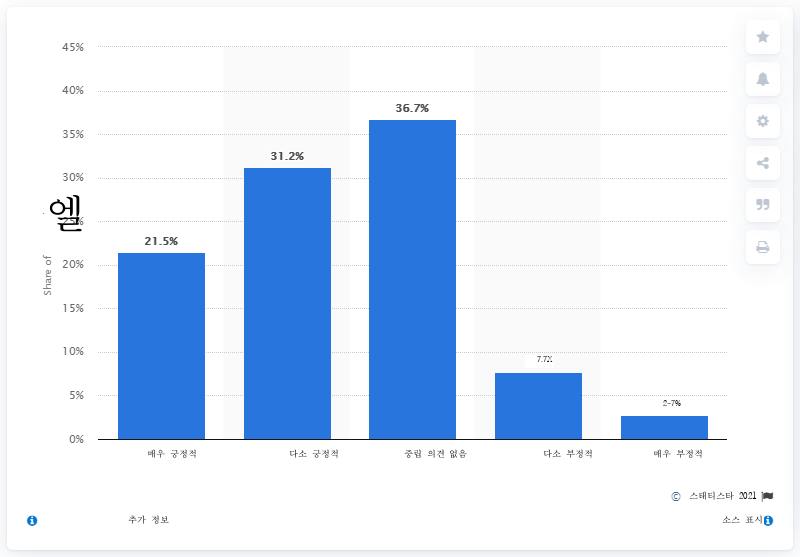 45%
40%
36.7%
35%
31.2%
30%
엘
25%
21.5%
20%
Share of
15%
10%
7.7%
5%
2-7%
0%
매우 긍정적
다소 긍정적
중립 의견 없음
다소 부정적
매우 부정적
© 스태티스타 2021
추가 정보
소스 표시